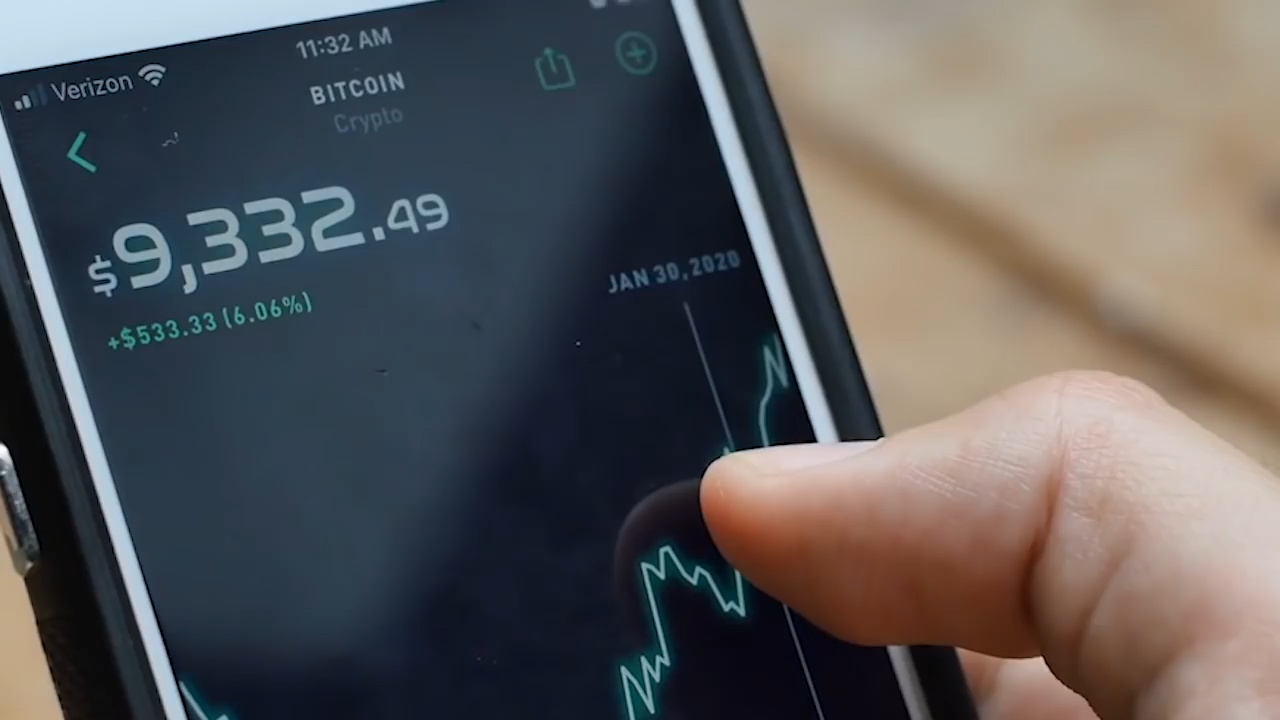 11:32 AM
Verizon
BITCOIN
Crypto
$9,332.49
+$533.33 (6.06%)
JAN 30, 2020